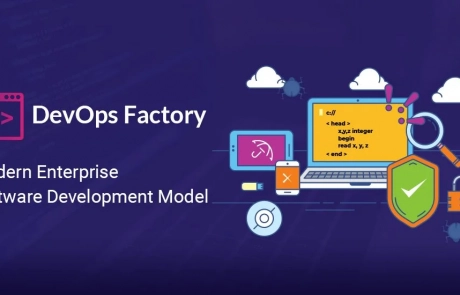 DevOps Factory
dern Enterprise
tware Development Model
c://
< head >
x,y,z integer
begin
read x, y, z
< end >